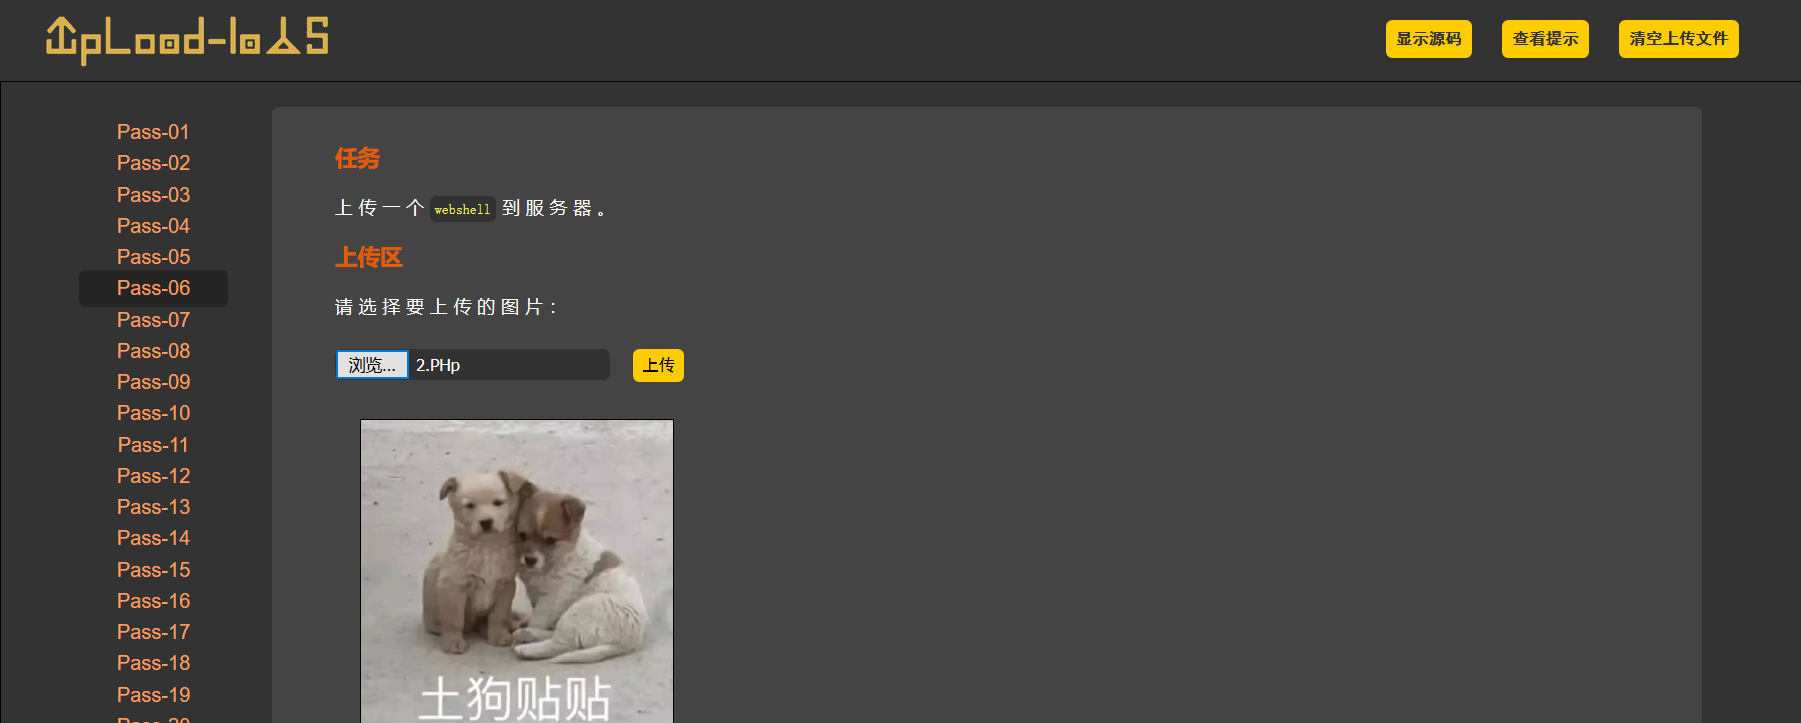 UpLoad-labS
显示源码
查看提示
清空上传文件
Pass-01
Pass-02
Pass-03
Pass-04
Pass-05
Pass-06
Pass-07
Pass-08
Pass-09
Pass-10
Pass-11
Pass-12
Pass-13
Pass-14
Pass-15
Pass-16
Pass-17
Pass-18
Pass-19
Pass-20
任务
上传一个 webshell 到服务器。
上传区
请选择要上传的图片：
浏览... 2.PHp 上传
土狗贴贴